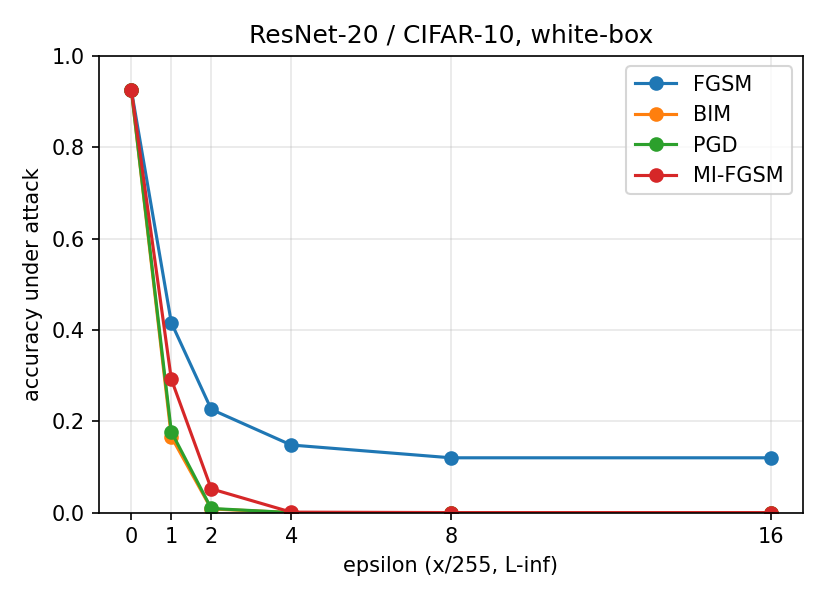 ResNet-20 / CIFAR-10, white-box
1.0
0.8
0.6
0.4
0.2
0.0
accuracy under attack
FGSM
BIM
PGD
MI-FGSM
0 1 2 4 8 16
epsilon (x/255, L-inf)